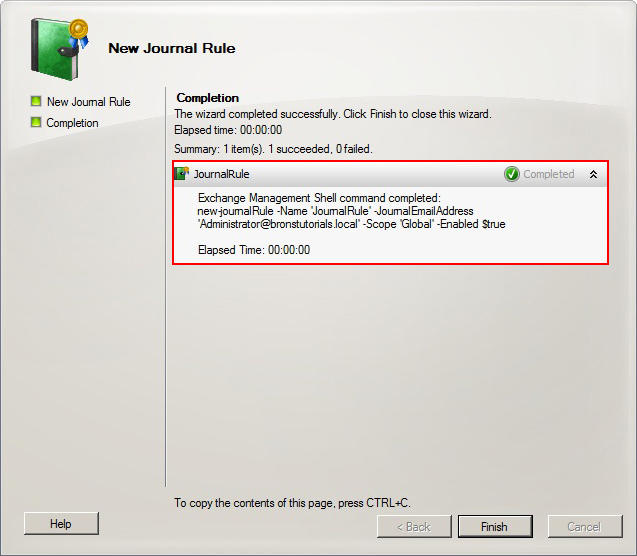 New Journal Rule
New Journal Rule
Completion
Completion
The wizard completed successfully. Click Finish to close this wizard.
Elapsed time: 00:00:00
Summary: 1 item(s). 1 succeeded, 0 failed.
JournalRule
Completed
Exchange Management Shell command completed:
new-journalRule -Name 'JournalRule' -JournalEmailAddress
'Administrator@bronstutorials.local' -Scope 'Global' -Enabled $true
Elapsed Time: 00:00:00
To copy the contents of this page, press CTRL+C.
Help
< Back
Finish
Cancel